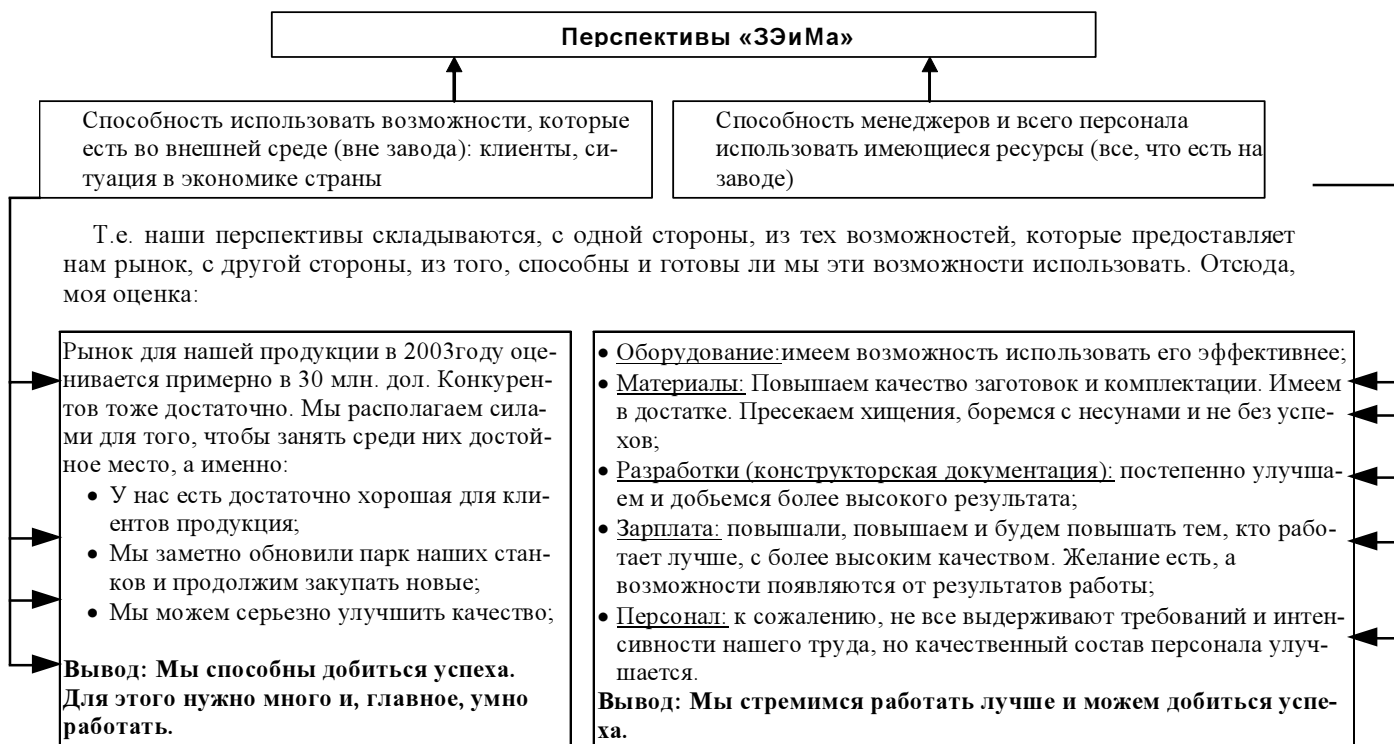 Перспективы «ЗЭиМа»
Способность использовать возможности, которые
есть во внешней среде (вне завода): клиенты, си-
туация в экономике страны
Способность менеджеров и всего персонала
использовать имеющиеся ресурсы (все, что есть на
заводе)
Т.е. наши перспективы складываются, с одной стороны, из тех возможностей, которые предоставляет
нам рынок, с другой стороны, из того, способны и готовы ли мы эти возможности использовать. Отсюда,
моя оценка:
Рынок для нашей продукции в 2003году оце-
нивается примерно в 30 млн. дол. Конкурен-
тов тоже достаточно. Мы располагаем сила-
ми для того, чтобы занять среди них достой-
ное место, а именно:
• У нас есть достаточно хорошая для кли-
ентов продукция;
• Мы заметно обновили парк наших стан-
ков и продолжим закупать новые;
• Мы можем серьезно улучшить качество;
Вывод: Мы способны добиться успеха.
Для этого нужно много и, главное, умно
работать.
• Оборудование:имеем возможность использовать его эффективнее;
• Материалы: Повышаем качество заготовок и комплектации. Имеем
в достатке. Пресекаем хищения, боремся с несунами и не без успе-
хов;
• Разработки (конструкторская документация): постепенно улучша-
ем и добьемся более высокого результата;
• Зарплата: повышали, повышаем и будем повышать тем, кто рабо-
тает лучше, с более высоким качеством. Желание есть, а
возможности появляются от результатов работы;
• Персонал: к сожалению, не все выдерживают требований и интен-
сивности нашего труда, но качественный состав персонала улуч-
шается.
Вывод: Мы стремимся работать лучше и можем добиться успе-
ха.